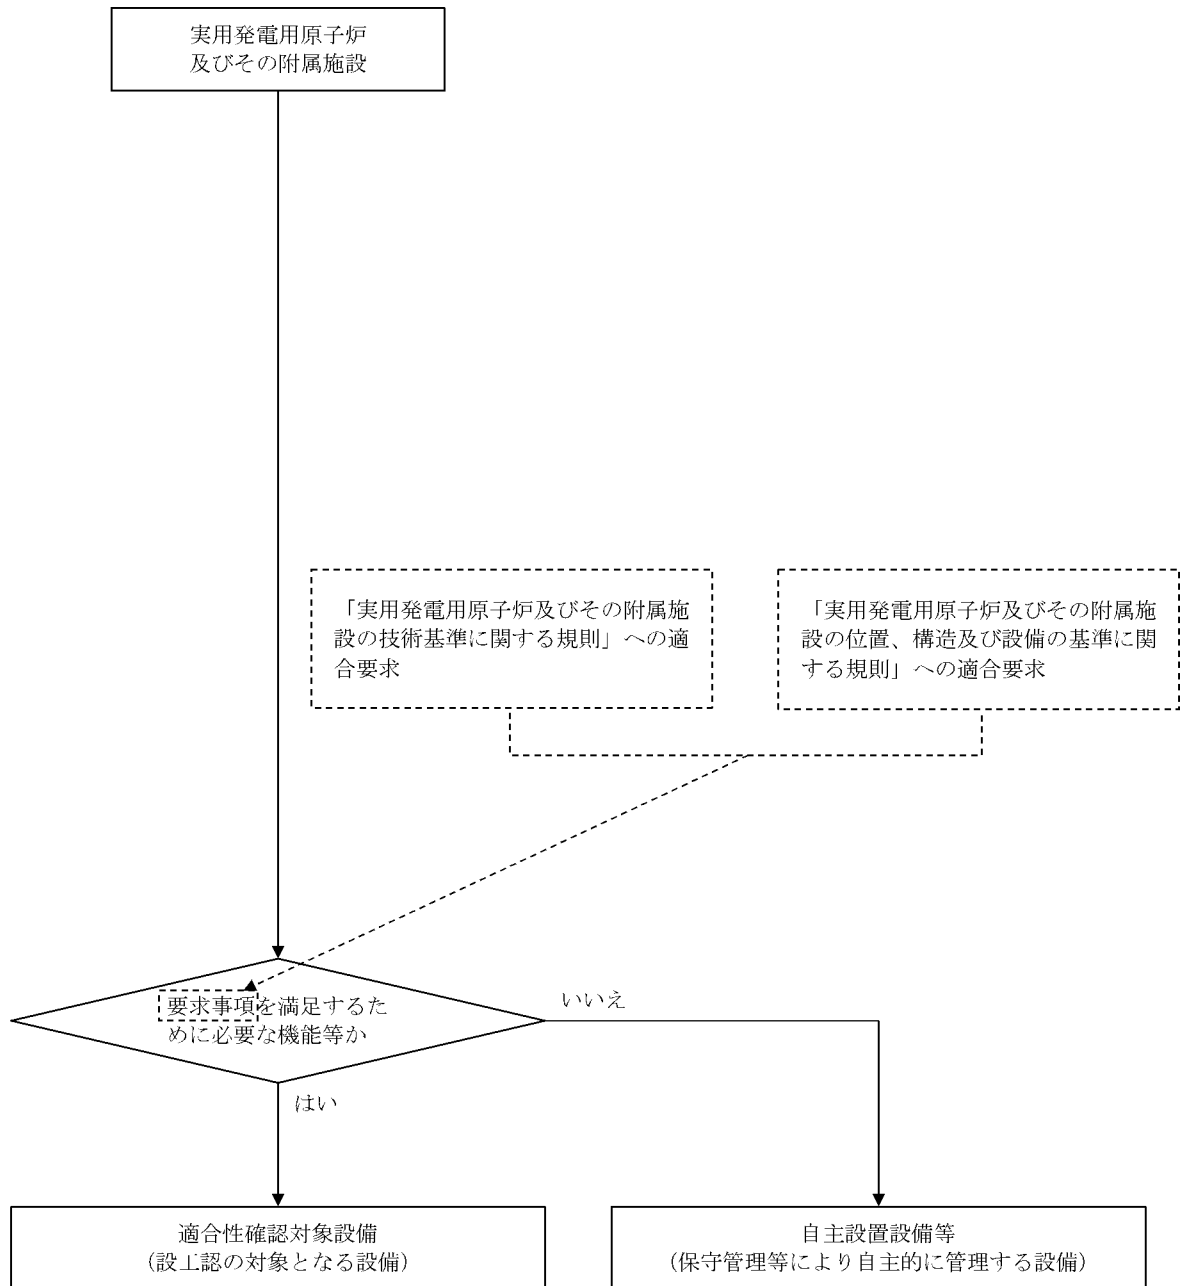 実用発電用原子炉
及びその附属施設
「実用発電用原子炉及びその附属施
設の技術基準に関する規則」への適
合要求
「実用発電用原子炉及びその附属施
設の位置、構造及び設備の基準に関
する規則」への適合要求
要求事項を満足するた
めに必要な機能等か
いいえ
はい
適合性確認対象設備
（設工認の対象となる設備）
自主設置設備等
（保守管理等により自主的に管理する設備）